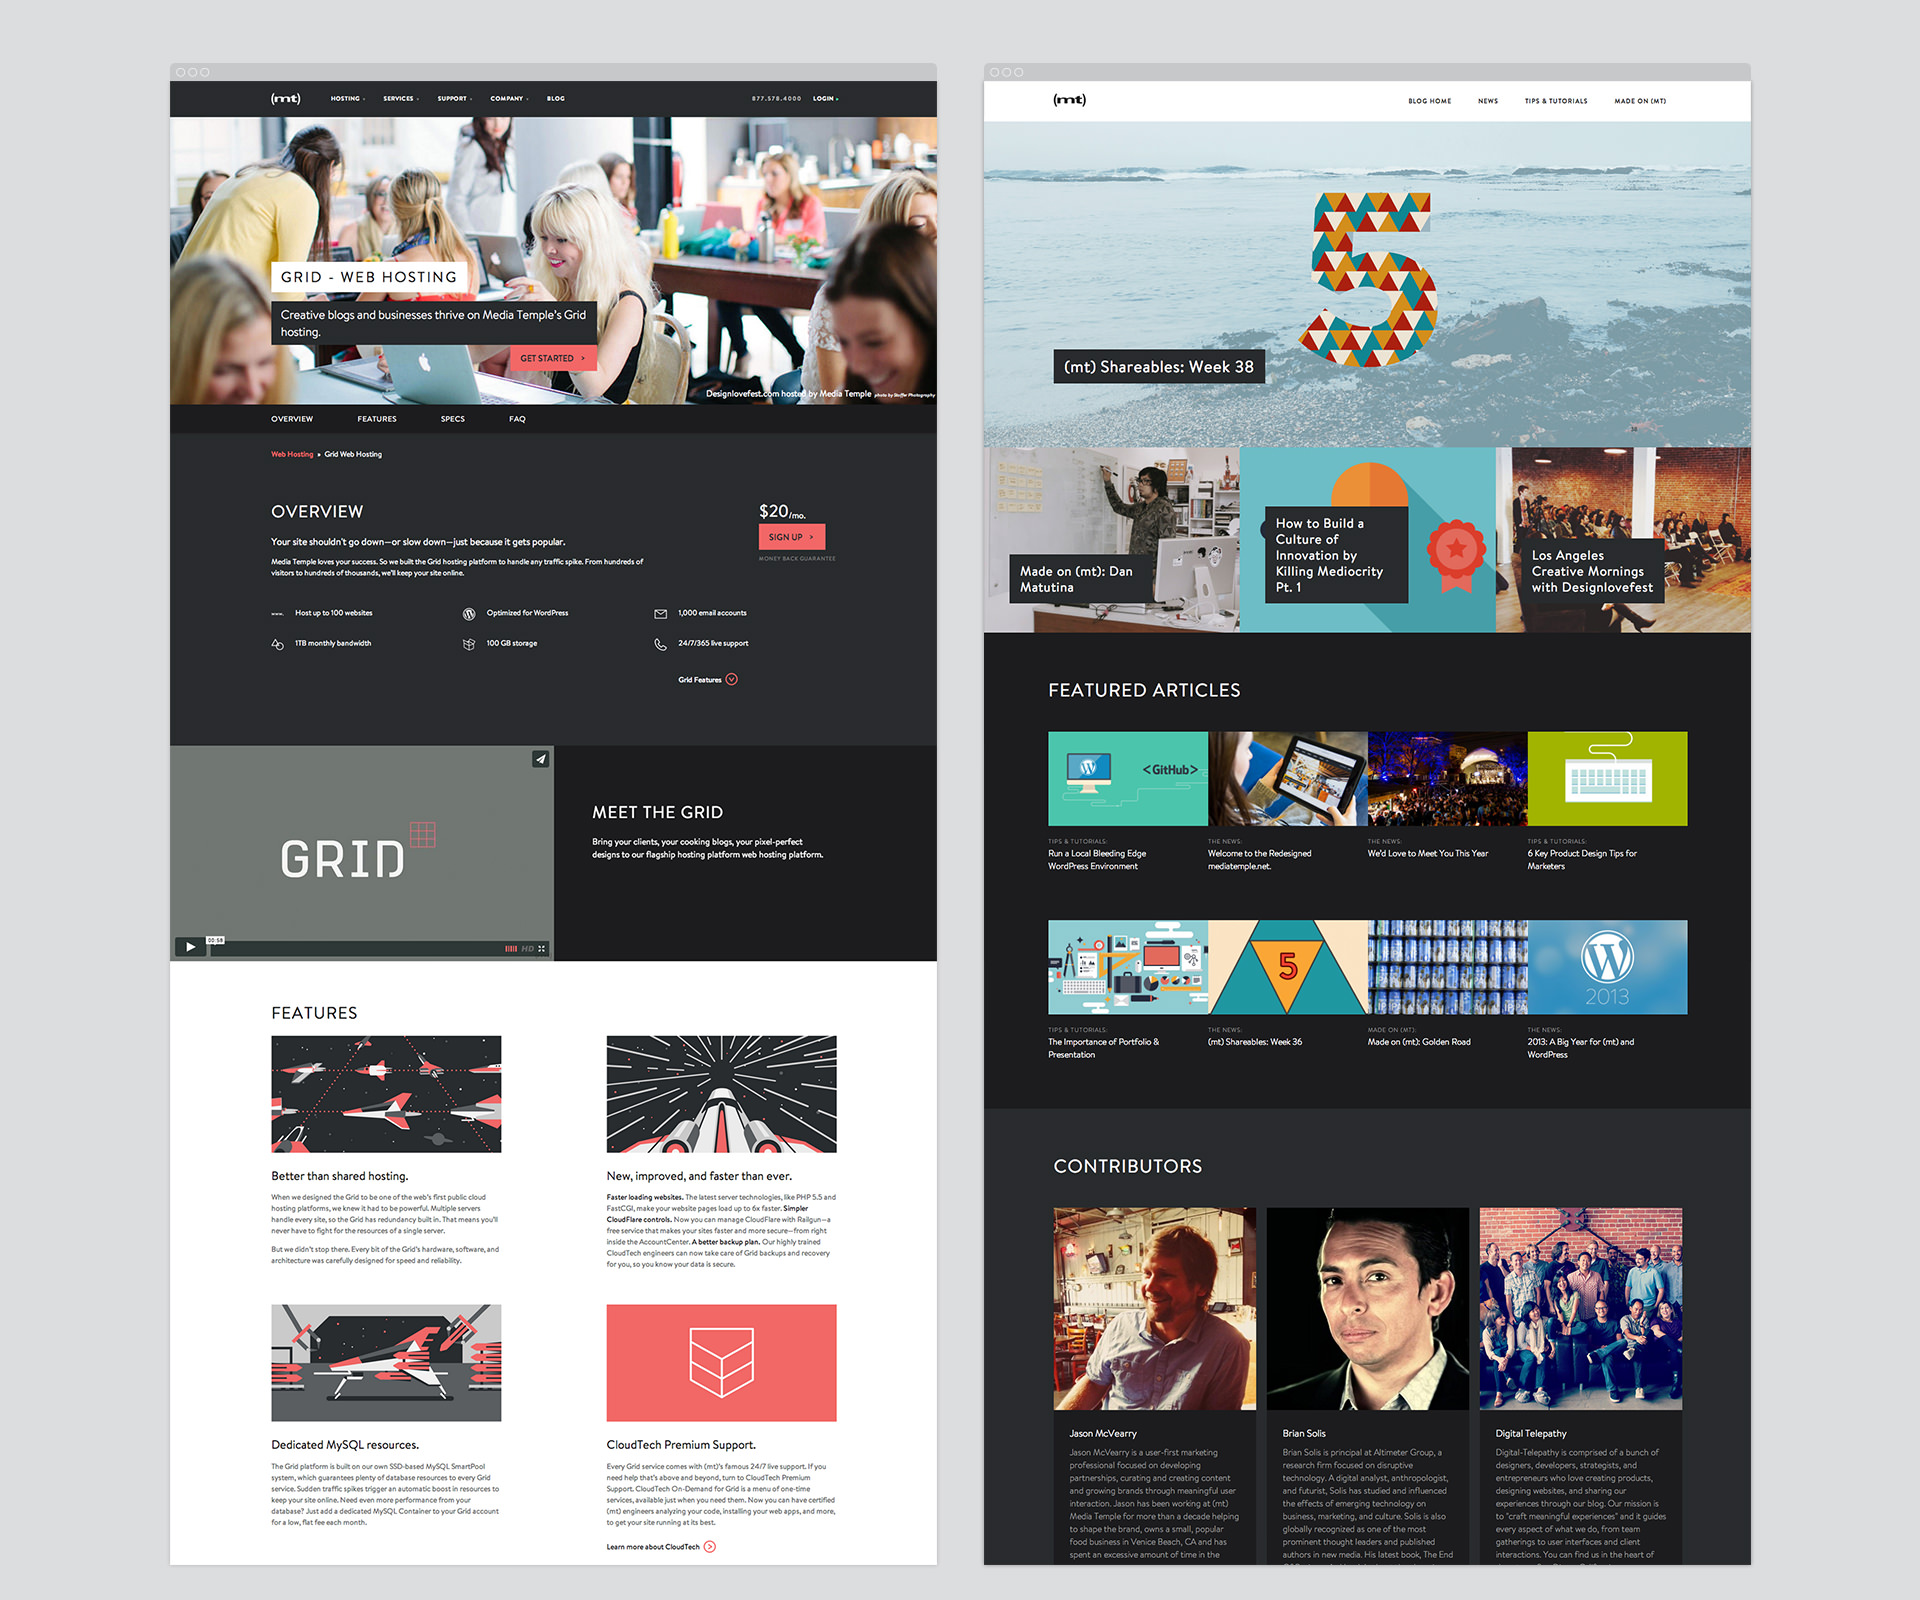 (mt)
HOSTING
SERVICES
SUPPORT
COMPANY
BLOG
877.578.4000
LOGIN
GRID - WEB HOSTING
Creative blogs and businesses thrive on Media Temple's Grid
hosting.
GET STARTED >
Designlovefest.com hosted by Media Temple photo by Stoffer Photography
OVERVIEW
FEATURES
SPECS
FAQ
Web Hosting » Grid Web Hosting
OVERVIEW
Your site shouldn't go down—or slow down—just because it gets popular.
Media Temple loves your success. So we built the Grid hosting platform to handle any traffic spike. From hundreds of
visitors to hundreds of thousands, we'll keep your site online.
$20/mo.
SIGN UP >
MONEY BACK GUARANTEE
www. Host up to 100 websites
Optimized for WordPress
1,000 email accounts
1TB monthly bandwidth
100 GB storage
24/7/365 live support
Grid Features
GRID
00:58
HD
MEET THE GRID
Bring your clients, your cooking blogs, your pixel-perfect
designs to our flagship hosting platform web hosting platform.
FEATURES
Better than shared hosting.
When we designed the Grid to be one of the web's first public cloud
hosting platforms, we knew it had to be powerful. Multiple servers
handle every site, so the Grid has redundancy built in. That means you'll
never have to fight for the resources of a single server.
But we didn't stop there. Every bit of the Grid's hardware, software, and
architecture was carefully designed for speed and reliability.
New, improved, and faster than ever.
Faster loading websites. The latest server technologies, like PHP 5.5 and
FastCGI, make your website pages load up to 6x faster. Simpler
CloudFlare controls. Now you can manage CloudFlare with Railgun—a
free service that makes your sites faster and more secure—from right
inside the AccountCenter. A better backup plan. Our highly trained
CloudTech engineers can now take care of Grid backups and recovery
for you, so you know your data is secure.
Dedicated MySQL resources.
The Grid platform is built on our own SSD-based MySQL SmartPool
system, which guarantees plenty of database resources to every Grid
service. Sudden traffic spikes trigger an automatic boost in resources to
keep your site online. Need even more performance from your
database? Just add a dedicated MySQL Container to your Grid account
for a low, flat fee each month.
CloudTech Premium Support.
Every Grid service comes with (mt)'s famous 24/7 live support. If you
need help that's above and beyond, turn to CloudTech Premium
Support. CloudTech On-Demand for Grid is a menu of one-time
services, available just when you need them. Now you can have certified
(mt) engineers analyzing your code, installing your web apps, and more,
to get your site running at its best.
Learn more about CloudTech
(mt)
BLOG HOME
NEWS
TIPS & TUTORIALS
MADE ON (MT)
5
(mt) Shareables: Week 38
38
Made on (mt): Dan
Matutina
How to Build a
Culture of
Innovation by
Killing Mediocrity
Pt. 1
Los Angeles
Creative Mornings
with Designlovefest
FEATURED ARTICLES
<GitHub>
TIPS & TUTORIALS:
Run a Local Bleeding Edge
WordPress Environment
THE NEWS:
Welcome to the Redesigned
mediatemple.net.
THE NEWS:
We'd Love to Meet You This Year
TIPS & TUTORIALS:
6 Key Product Design Tips for
Marketers
5
2013
TIPS & TUTORIALS:
The Importance of Portfolio &
Presentation
THE NEWS:
(mt) Shareables: Week 36
MADE ON (MT):
Made on (mt): Golden Road
THE NEWS:
2013: A Big Year for (mt) and
WordPress
CONTRIBUTORS
Jason McVearry
Jason McVearry is a user-first marketing
professional focused on developing
partnerships, curating and creating content
and growing brands through meaningful user
interaction. Jason has been working at (mt)
Media Temple for more than a decade helping
to shape the brand, owns a small, popular
food business in Venice Beach, CA and has
spent an excessive amount of time in the
Brian Solis
Brian Solis is principal at Altimeter Group, a
research firm focused on disruptive
technology. A digital analyst, anthropologist,
and futurist, Solis has studied and influenced
the effects of emerging technology on
business, marketing, and culture. Solis is also
globally recognized as one of the most
prominent thought leaders and published
authors in new media. His latest book, The End
Digital Telepathy
Digital-Telepathy is comprised of a bunch of
designers, developers, strategists, and
entrepreneurs who love creating products,
designing websites, and sharing our
experiences through our blog. Our mission is
to "craft meaningful experiences" and it guides
every aspect of what we do, from team
gatherings to user interfaces and client
interactions. You can find us in the heart of